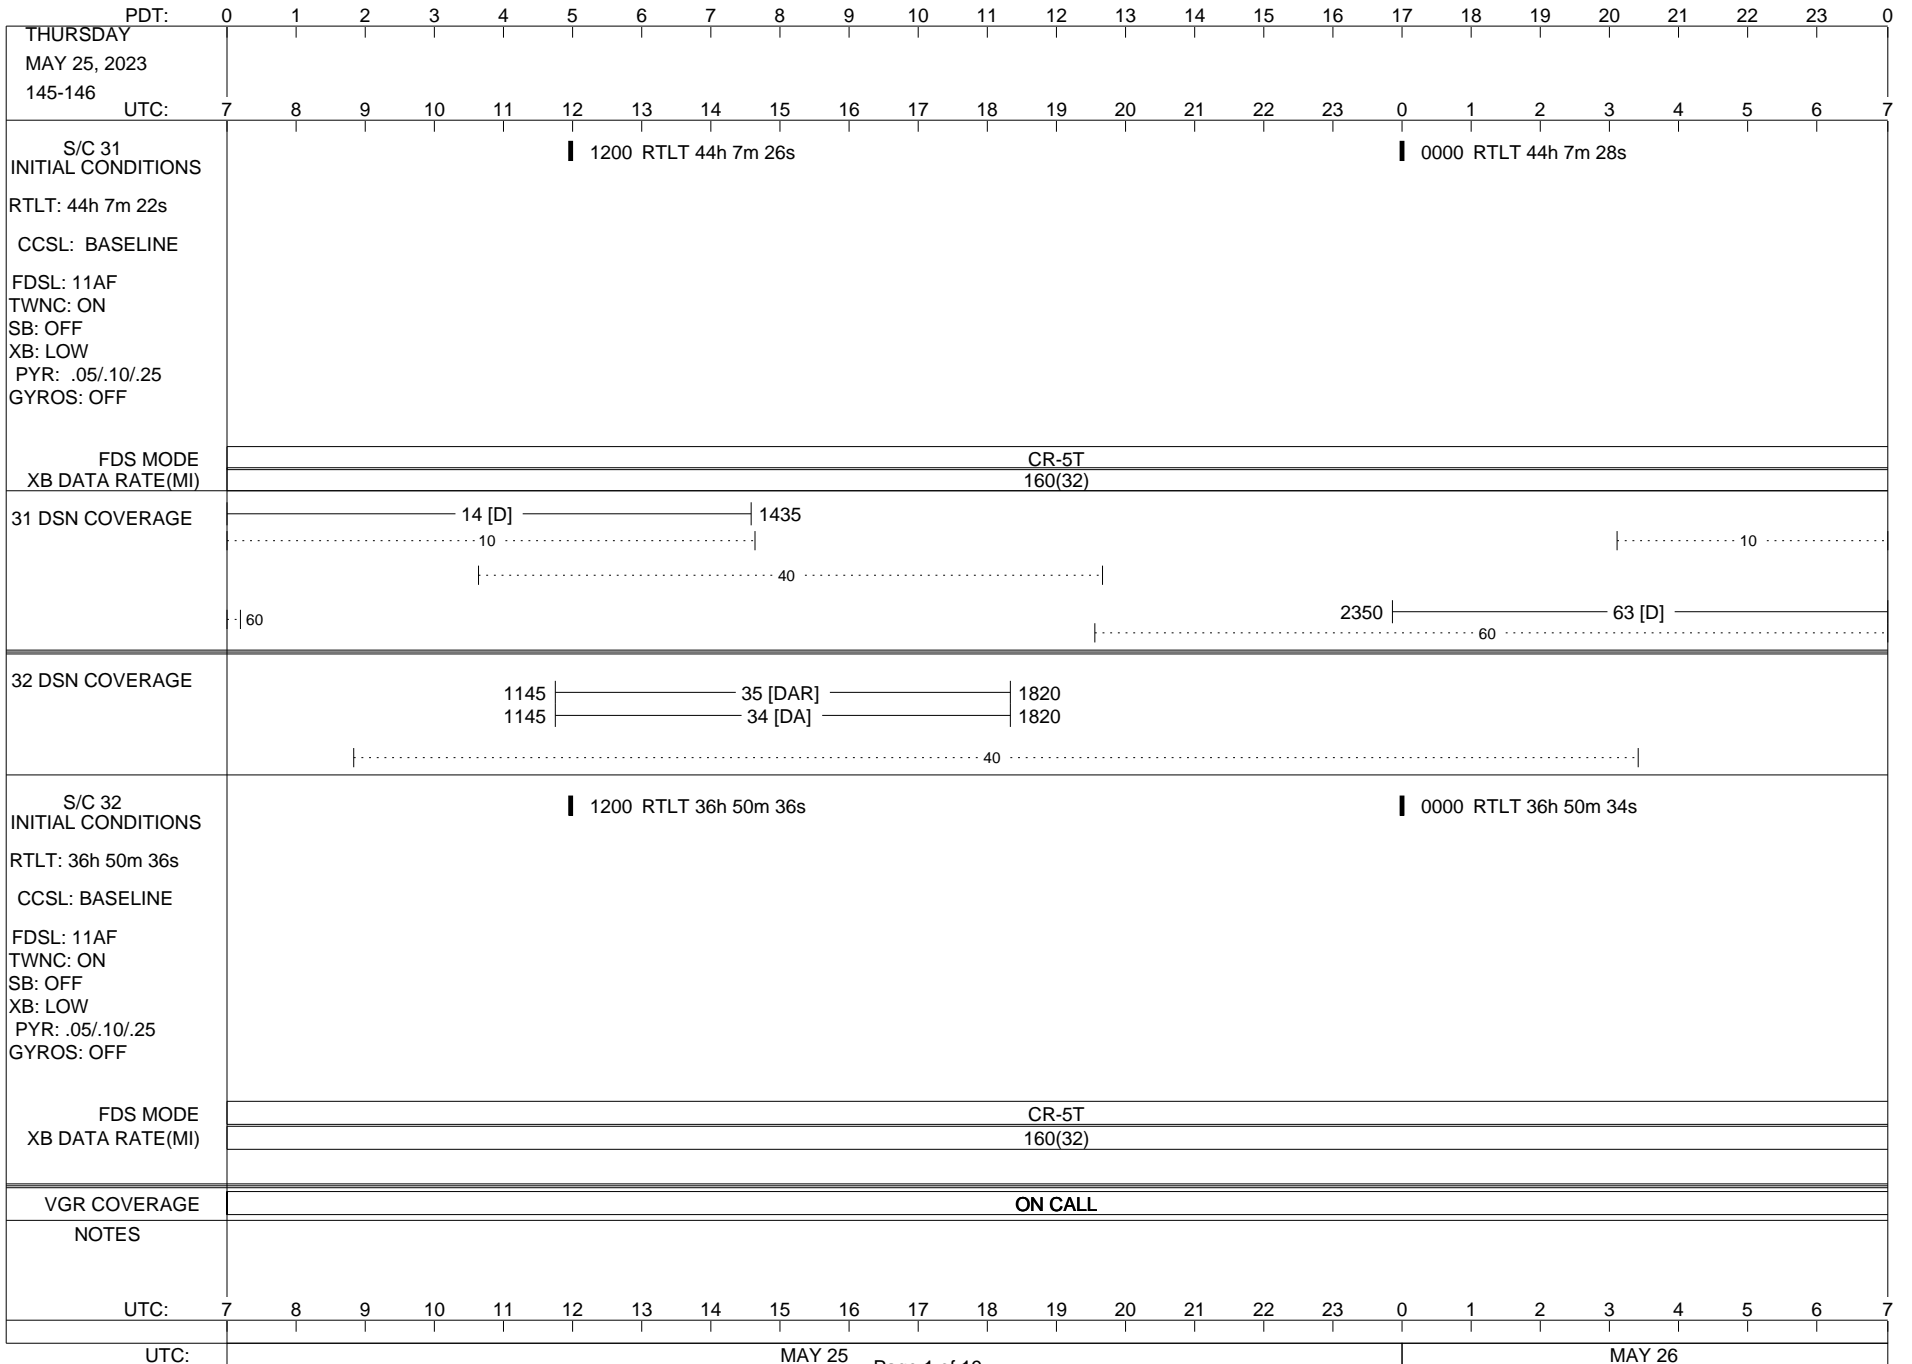 PDT: 0 1 2 3 4 5 6 7 8 9 10 11 12 13 14 15 16 17 18 19 20 21 22 23 0
THURSDAY
MAY 25, 2023
145-146
UTC: 7 8 9 10 11 12 13 14 15 16 17 18 19 20 21 22 23 0 1 2 3 4 5 6 7
S/C 31
INITIAL CONDITIONS
1200 RTLT 44h 7m 26s
0000 RTLT 44h 7m 28s
RTLT: 44h 7m 22s
CCSL: BASELINE
FDSL: 11AF
TWNC: ON
SB: OFF
XB: LOW
PYR: .05/.10/.25
GYROS: OFF
FDS MODE CR-5T
XB DATA RATE(MI) 160(32)
31 DSN COVERAGE
14 [D] 1435
10 10
40
2350 63 [D]
60 60
32 DSN COVERAGE
1145 35 [DAR] 1820
1145 34 [DA] 1820
40
S/C 32
INITIAL CONDITIONS
1200 RTLT 36h 50m 36s
0000 RTLT 36h 50m 34s
RTLT: 36h 50m 36s
CCSL: BASELINE
FDSL: 11AF
TWNC: ON
SB: OFF
XB: LOW
PYR: .05/.10/.25
GYROS: OFF
FDS MODE CR-5T
XB DATA RATE(MI) 160(32)
VGR COVERAGE ON CALL
NOTES
UTC: 7 8 9 10 11 12 13 14 15 16 17 18 19 20 21 22 23 0 1 2 3 4 5 6 7
UTC: MAY 25 MAY 26